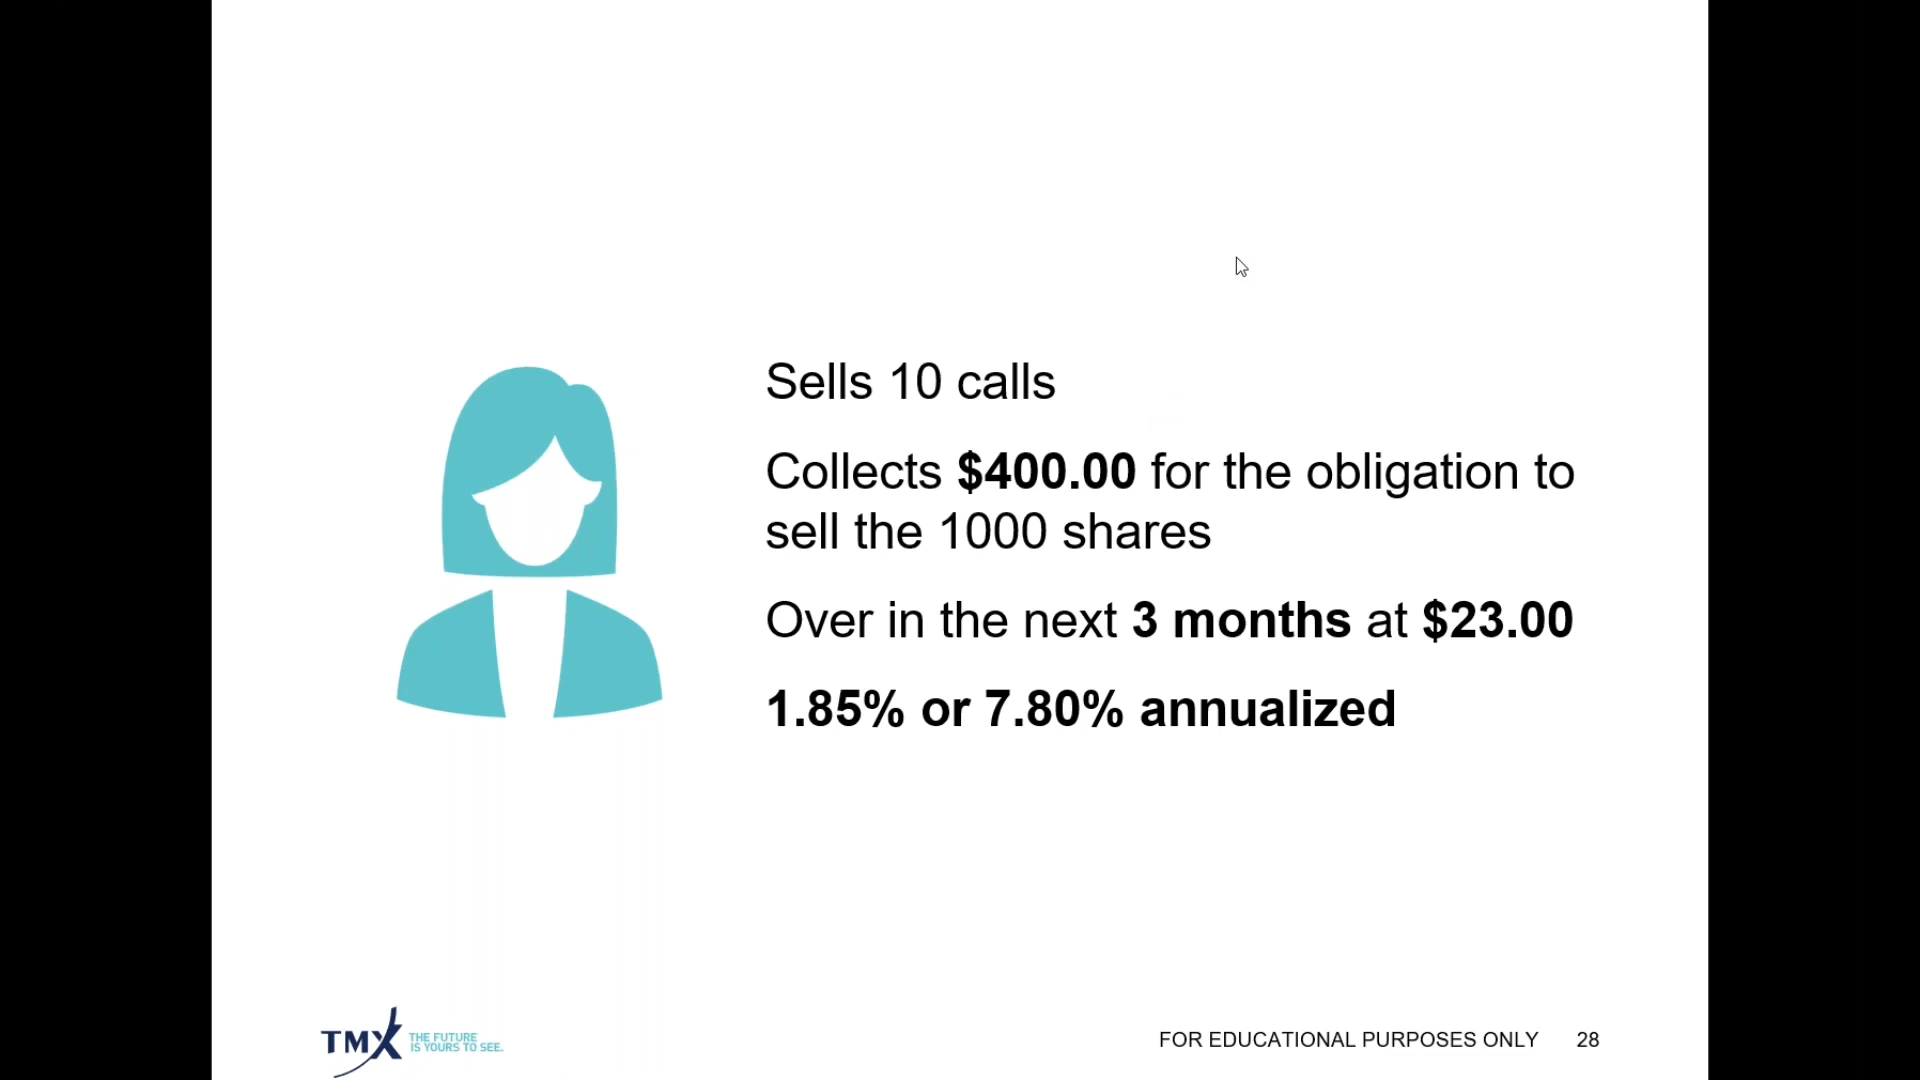 Sells 10 calls
Collects $400.00 for the obligation to
sell the 1000 shares
Over in the next 3 months at $23.00
1.85% or 7.80% annualized
TMX THE FUTURE
IS YOURS TO SEE.
FOR EDUCATIONAL PURPOSES ONLY 28